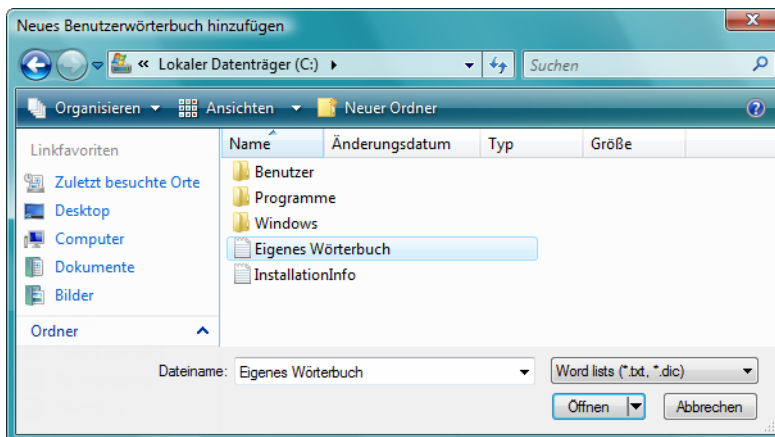 Neues Benutzerwörterbuch hinzufügen
« Lokaler Datenträger (C:)
Suchen
Organisieren Ansichten Neuer Ordner
Linkfavoriten
Zuletzt besuchte Orte
Desktop
Computer
Dokumente
Bilder
Ordner
Name Änderungsdatum Typ Größe
Benutzer
Programme
Windows
Eigenes Wörterbuch
InstallationInfo
Dateiname: Eigenes Wörterbuch
Word lists (*.txt, *.dic)
Öffnen Abbrechen